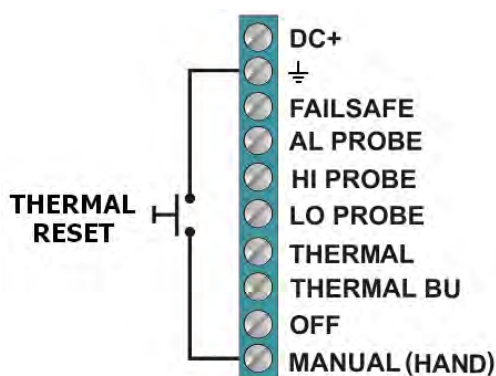 DC+
FAILSAFE
AL PROBE
HI PROBE
LO PROBE
THERMAL
THERMAL BU
OFF
MANUAL (HAND)
THERMAL
RESET